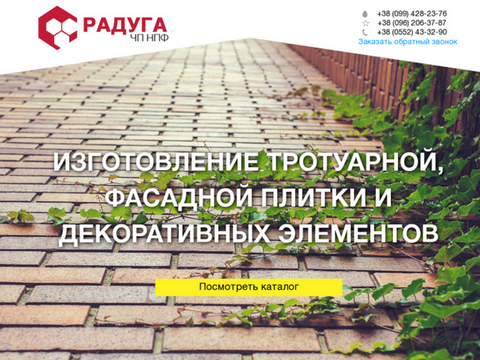 РАДУГА
ЧП НПФ
+38 (099) 428-23-76
+38 (096) 206-37-87
+38 (0552) 43-32-90
Заказать обратный звонок
ИЗГОТОВЛЕНИЕ ТРОТУАРНОЙ,
ФАСАДНОЙ ПЛИТКИ И
ДЕКОРАТИВНЫХ ЭЛЕМЕНТОВ
Посмотреть каталог